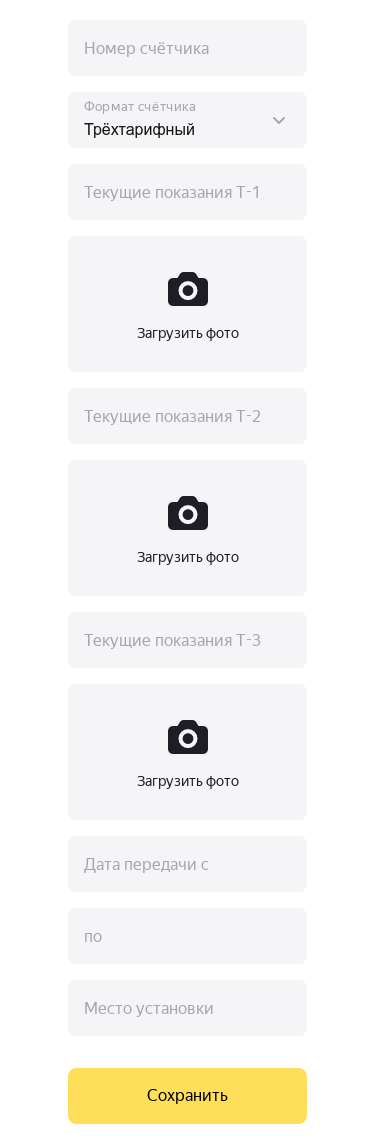 Номер счётчика
Формат счётчика
Трёхтарифный
Текущие показания Т-1
Загрузить фото
Текущие показания Т-2
Загрузить фото
Текущие показания Т-3
Загрузить фото
Дата передачи с
по
Место установки
Сохранить